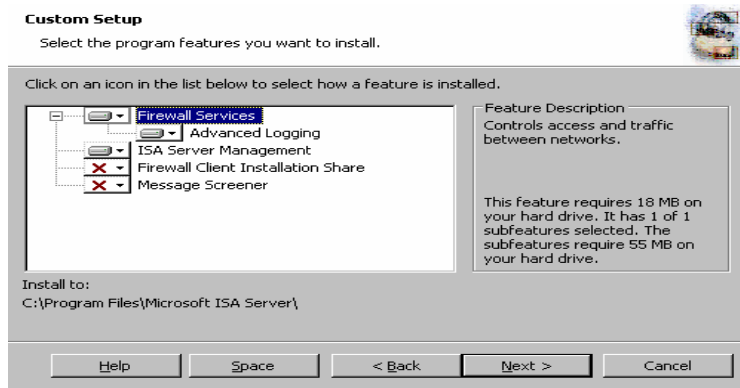 Custom Setup
Select the program features you want to install.
Click on an icon in the list below to select how a feature is installed.
Firewall Services
Advanced Logging
ISA Server Management
Firewall Client Installation Share
Message Screener
Feature Description
Controls access and traffic
between networks.
This feature requires 18 MB on
your hard drive. It has 1 of 1
subfeatures selected. The
subfeatures require 55 MB on
your hard drive.
Install to:
C:\Program Files\Microsoft ISA Server\
Help
Space
< Back
Next >
Cancel